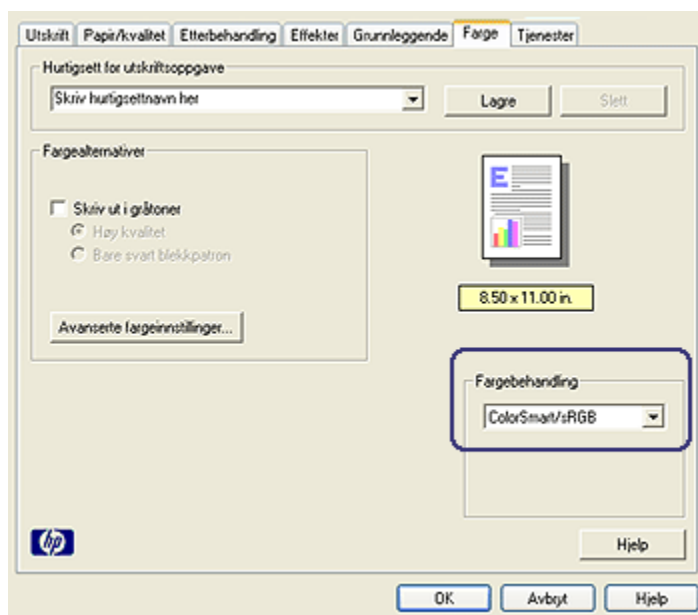 Utskrift Papir/kvalitet Etterbehandling Effekter Grunnleggende Farge Tjenester
Hurtigsett for utskriftsoppgave
Skriv hurtigsettnavn her Lagre Slett
Fargealternativer
Skriv ut i gråtoner
Høy kvalitet
Bare svart blekkpatron
Avanserte fargeinnstillinger...
E
8.50 x 11.00 in.
Fargebehandling
ColorSmart/sRGB
hp
Hjelp
OK Avbryt Hjelp